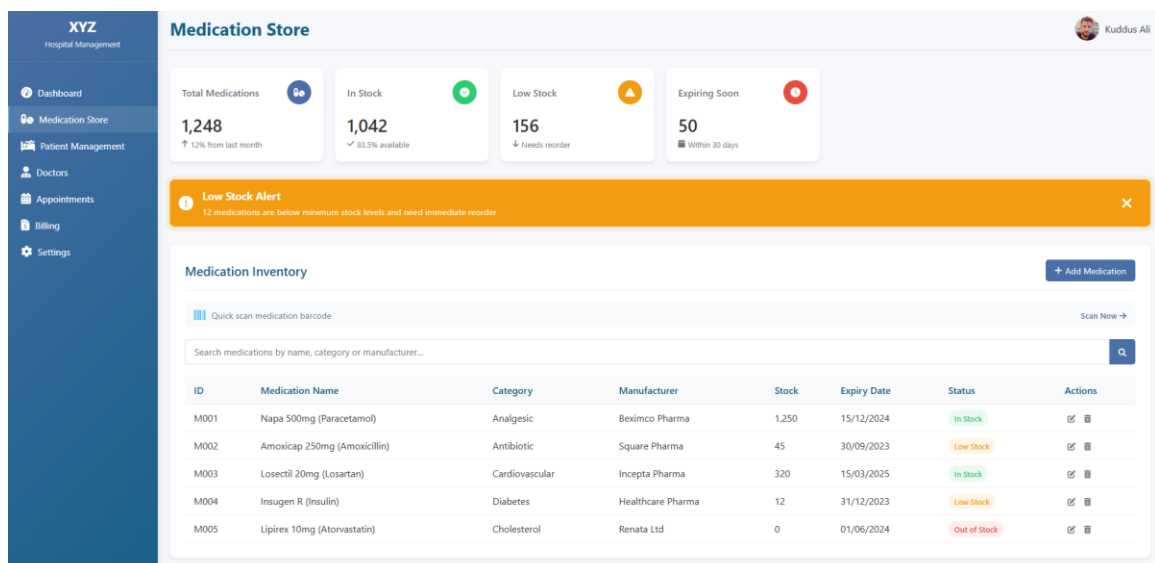 XYZ
Hospital Management
Dashboard
Medication Store
Patient Management
Doctors
Appointments
Billing
Settings
Medication Store
Kuddus Ali
Total Medications
1,248
12% from last month
In Stock
1,042
83.5% available
Low Stock
156
Needs reorder
Expiring Soon
50
Within 30 days
Low Stock Alert
12 medications are below minimum stock levels and need immediate reorder
Medication Inventory
+ Add Medication
Quick scan medication barcode
Scan Now →
Search medications by name, category or manufacturer...
ID Medication Name Category Manufacturer Stock Expiry Date Status Actions
M001 Napa 500mg (Paracetamol) Analgesic Beximco Pharma 1,250 15/12/2024 In Stock
M002 Amoxicap 250mg (Amoxicillin) Antibiotic Square Pharma 45 30/09/2023 Low Stock
M003 Losectil 20mg (Losartan) Cardiovascular Incepta Pharma 320 15/03/2025 In Stock
M004 Insugen R (Insulin) Diabetes Healthcare Pharma 12 31/12/2023 Low Stock
M005 Lipirex 10mg (Atorvastatin) Cholesterol Renata Ltd 0 01/06/2024 Out of Stock